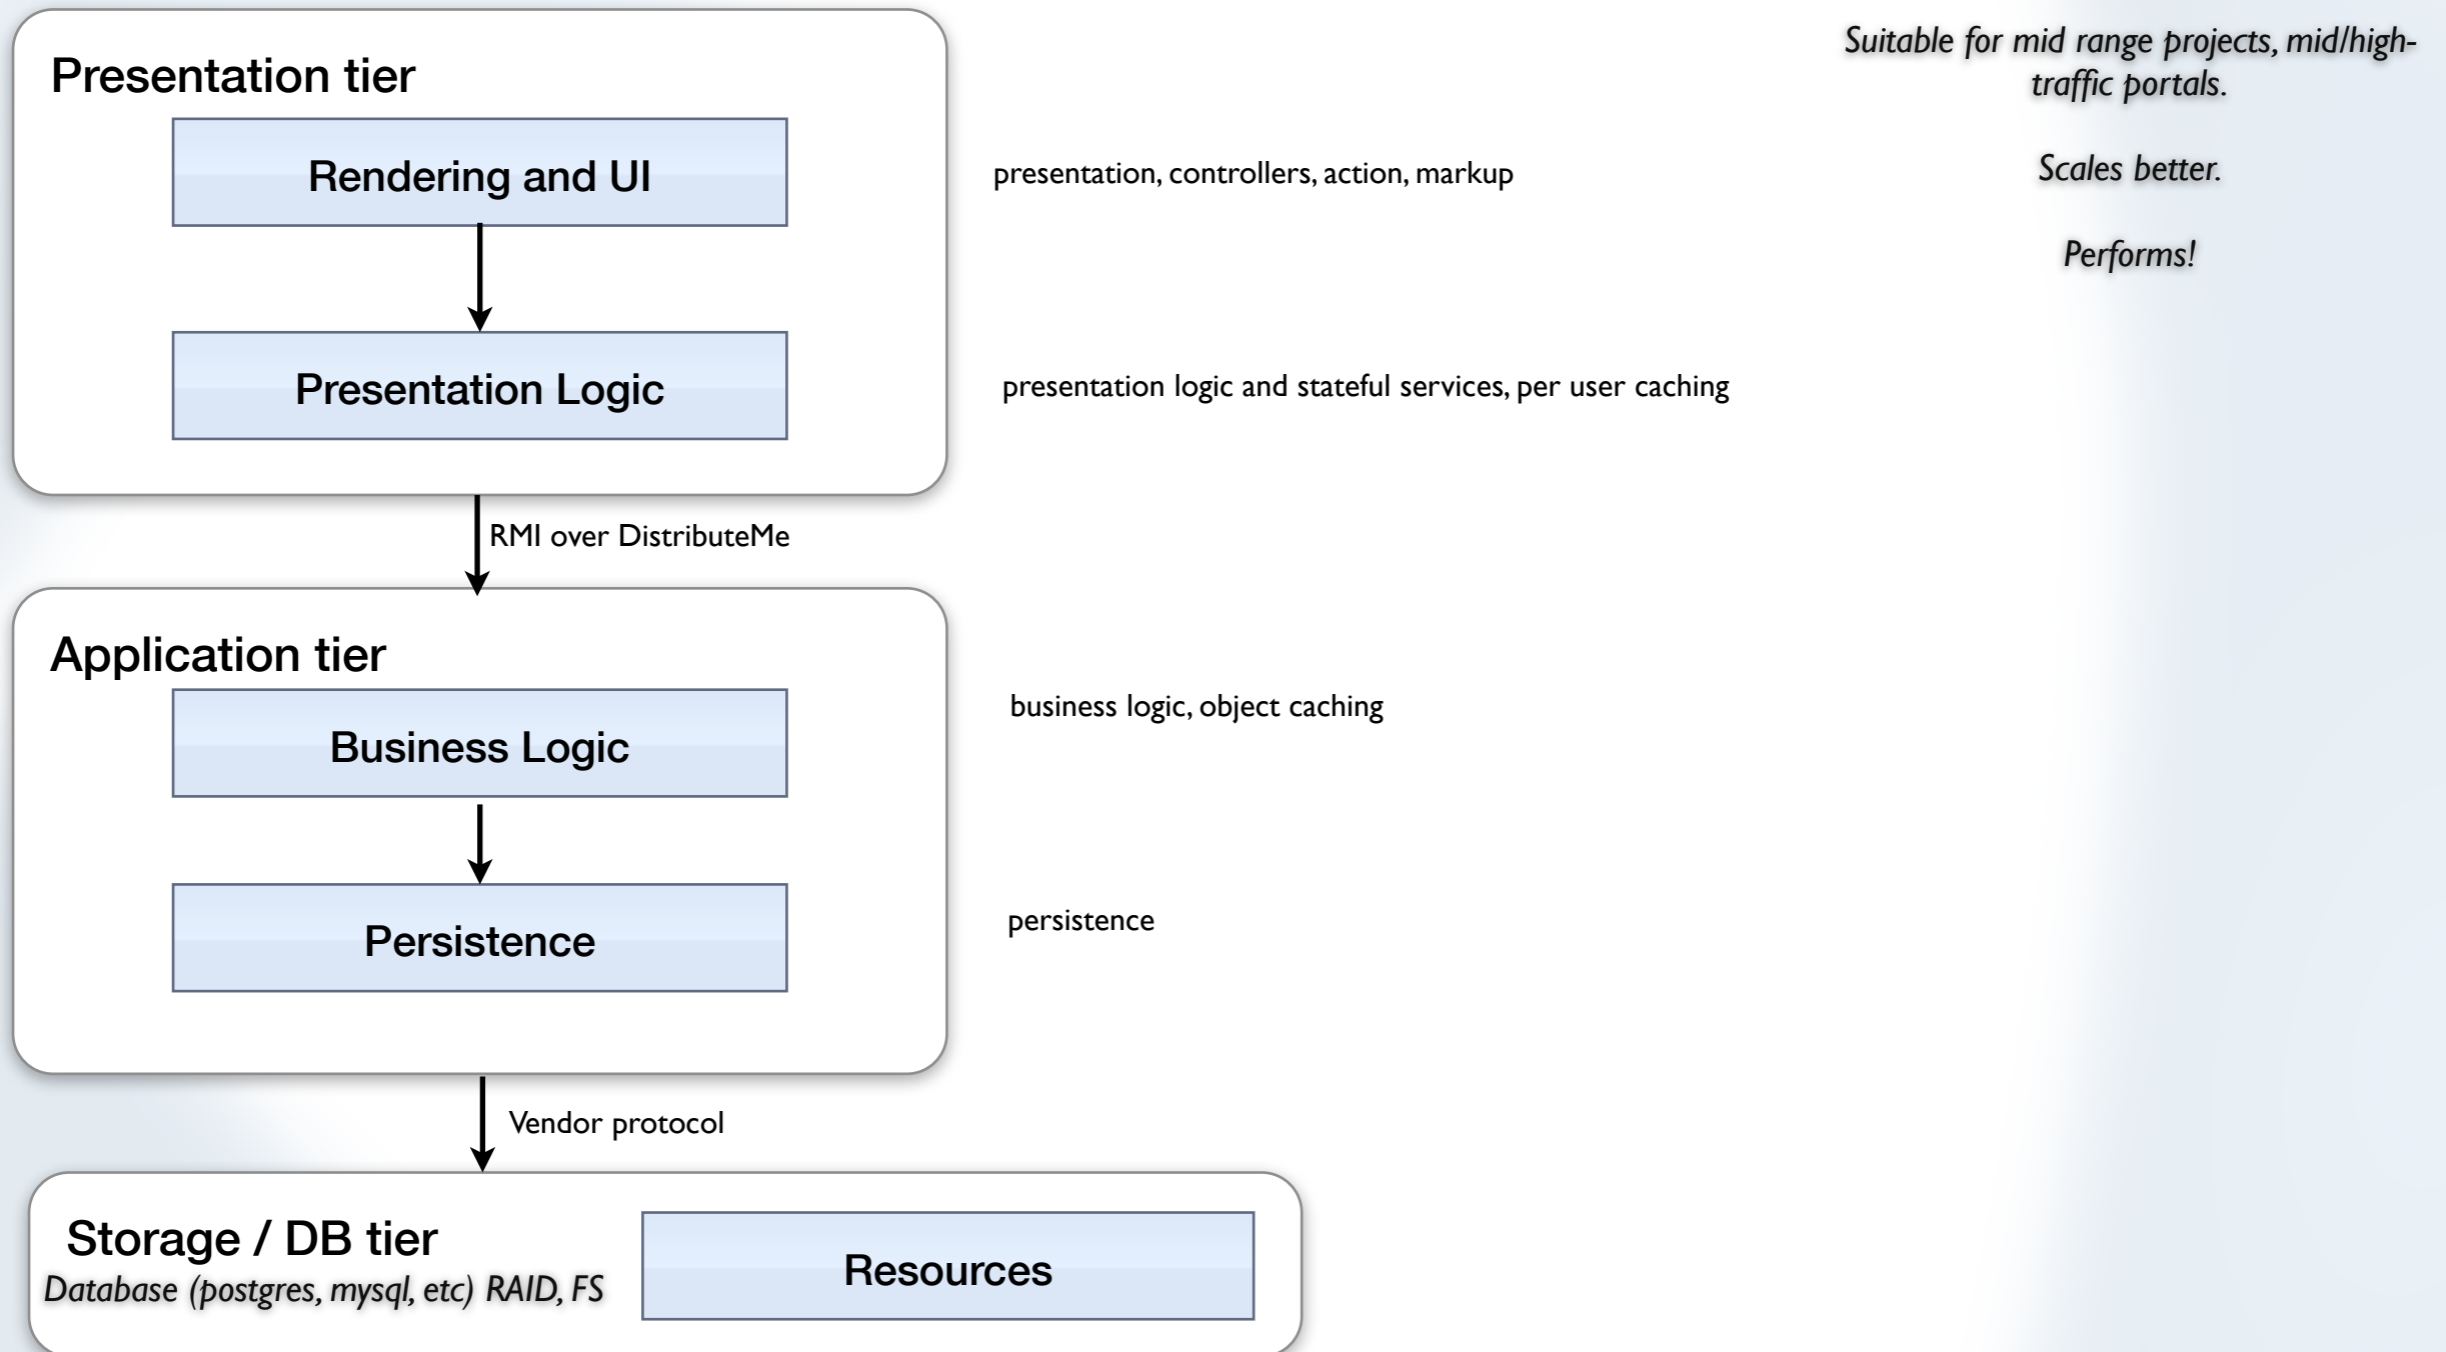 Presentation tier
Rendering and UI
presentation, controllers, action, markup
Presentation Logic
presentation logic and stateful services, per user caching
RMI over DistributeMe
Application tier
Business Logic
business logic, object caching
Persistence
persistence
Vendor protocol
Storage / DB tier
Database (postgres, mysql, etc) RAID, FS
Resources
Suitable for mid range projects, mid/high-
traffic portals.
Scales better.
Performs!